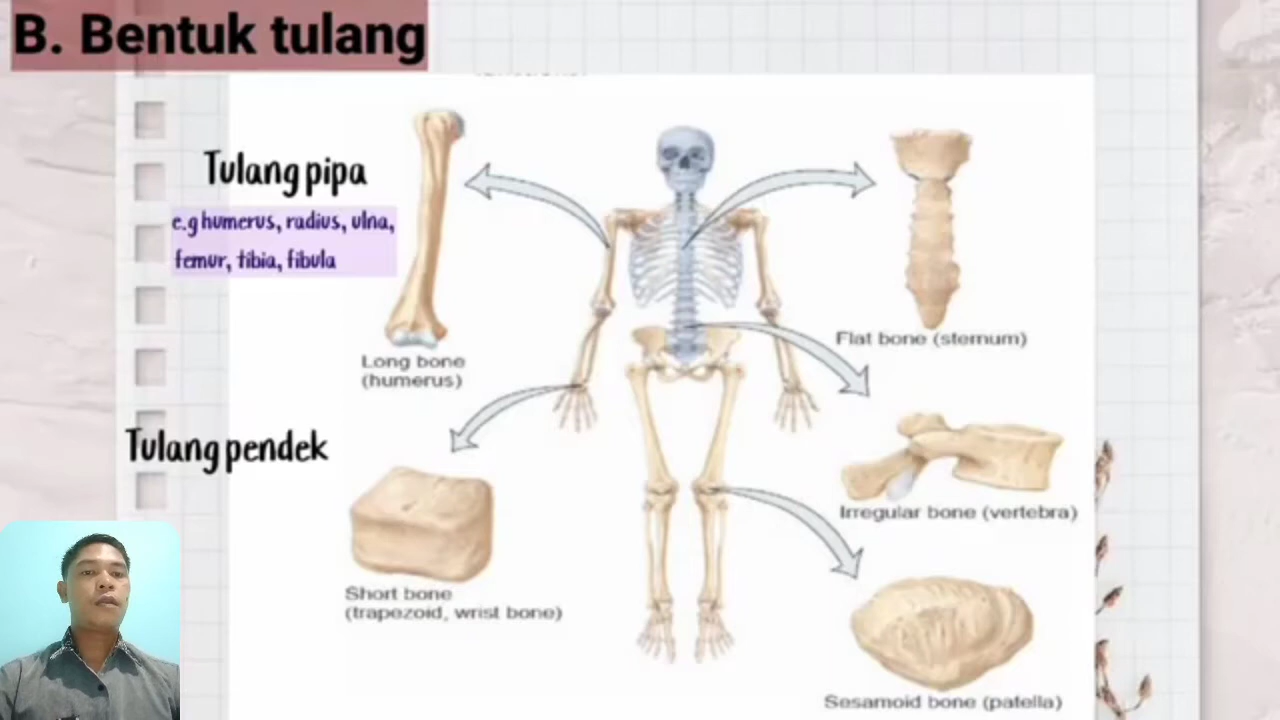 B. Bentuk tulang
Tulang pipa
e.g humerus, radius, ulna,
femur, tibia, fibula
Long bone
(humerus)
Flat bone (sternum)
Tulang pendek
Irregular bone (vertebra)
Short bone
(trapezoid, wrist bone)
Sesamoid bone (patella)